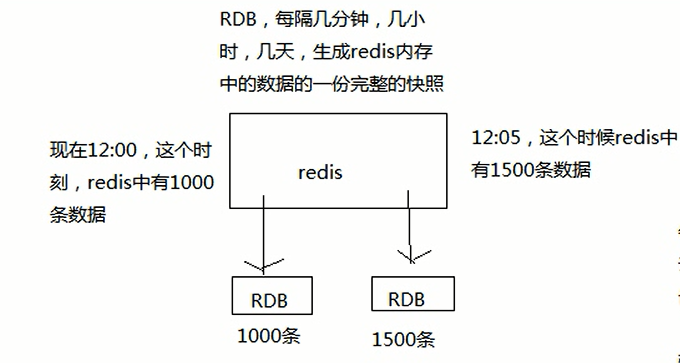 RDB，每隔几分钟，几小
时，几天，生成redis内存
中的数据的一份完整的快照
现在12:00，这个时
刻，redis中有1000
条数据
redis
12:05，这个时候redis中
有1500条数据
RDB
RDB
1000条
1500条